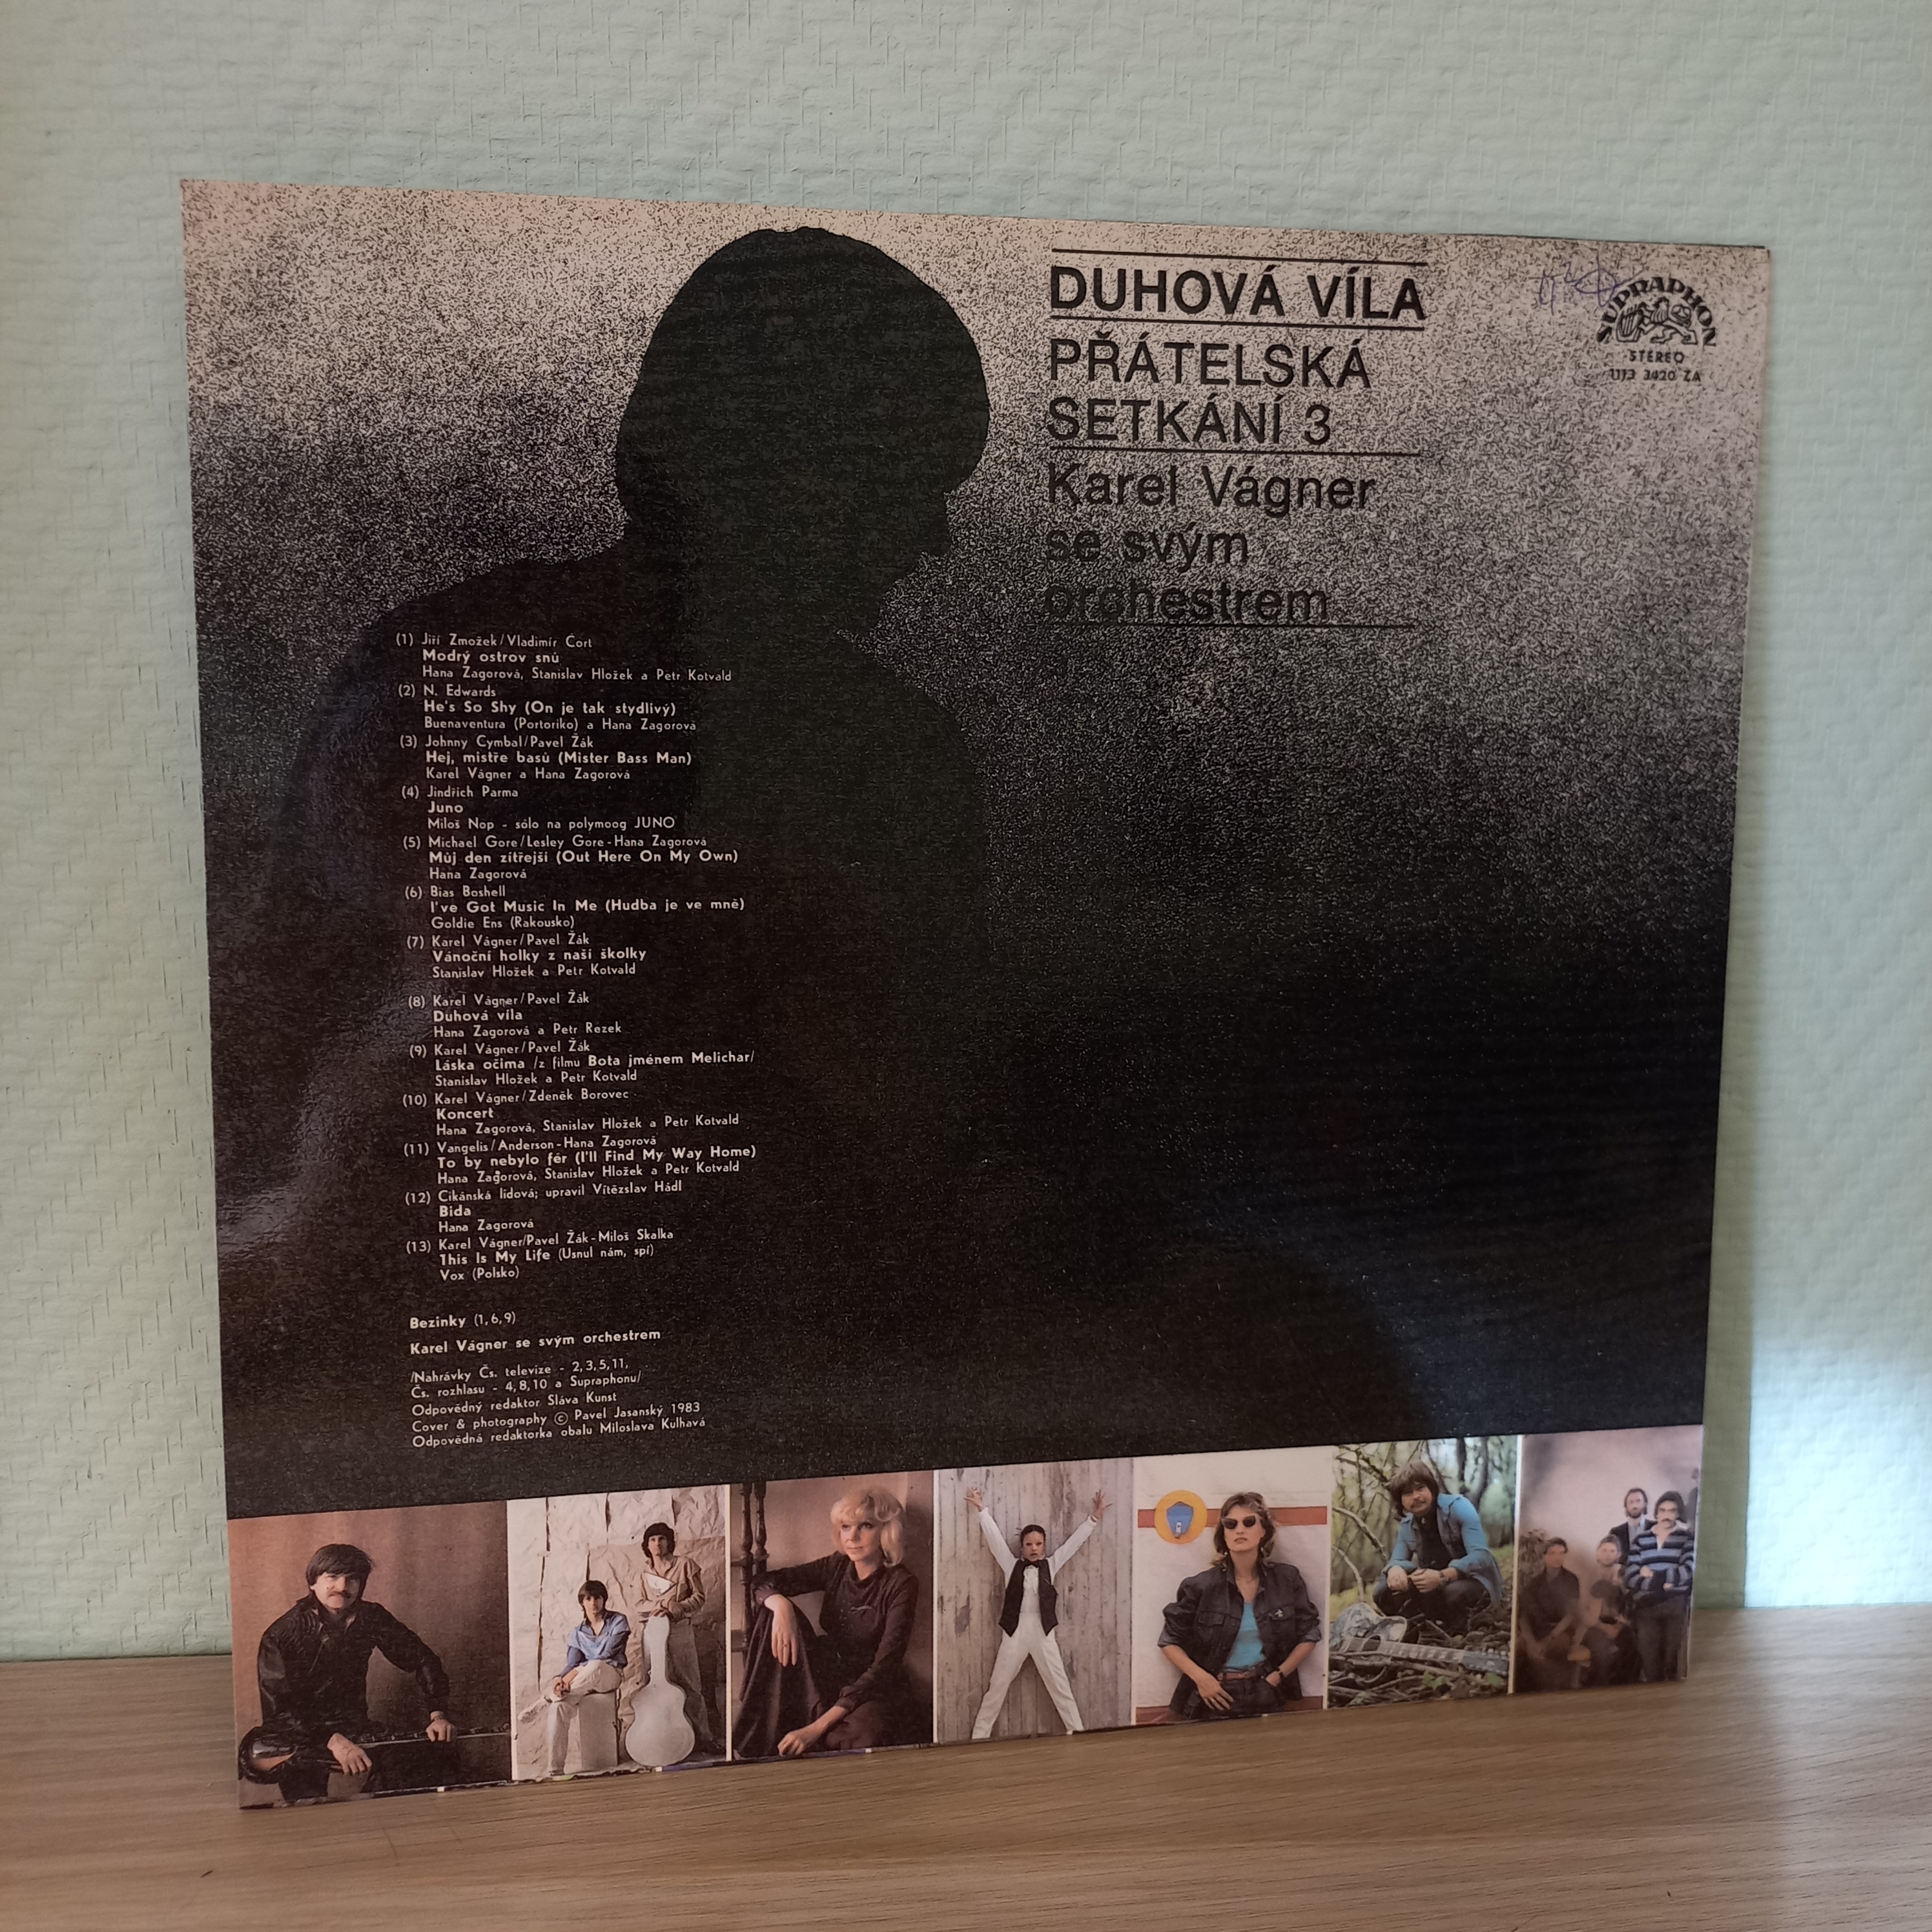 DUHOVÁ VÍLA
PŘÁTELSKÁ
SETKÁNÍ 3
Karel Vágner
se svým
orchestrem
SUPRAPHON
STEREO
1113 3420 ZA
(1) Jiří Zmožek/Vladimír Čort
Modrý ostrov snů
Hana Zagorová, Stanislav Hložek a Petr Kotvald
(2) N. Edwards
He's So Shy (On je tak stydlivý)
Buenaventura (Portoriko) a Hana Zagorová
(3) Johnny Cymbal/Pavel Žák
Hej, mistře basů (Mister Bass Man)
Karel Vágner a Hana Zagorová
(4) Jindřich Parma
Juno
Miloš Nop - sólo na polymoog JUNO
(5) Michael Gore/Lesley Gore-Hana Zagorová
Můj den zítřejší (Out Here On My Own)
Hana Zagorová
(6) Bias Boshell
I've Got Music In Me (Hudba je ve mně)
Goldie Ens (Rakousko)
(7) Karel Vágner/Pavel Žák
Vánoční holky z naší školky
Stanislav Hložek a Petr Kotvald
(8) Karel Vágner/Pavel Žák
Duhová víla
Hana Zagorová a Petr Rezek
(9) Karel Vágner/Pavel Žák
Láska očima /z filmu Bota jménem Melichar/
Stanislav Hložek a Petr Kotvald
(10) Karel Vágner/Zdeněk Borovec
Koncert
Hana Zagorová, Stanislav Hložek a Petr Kotvald
(11) Vangelis/Anderson-Hana Zagorová
To by nebylo fér (I'll Find My Way Home)
Hana Zagorová, Stanislav Hložek a Petr Kotvald
(12) Cikánská lidová; upravil Vítězslav Hádl
Bída
Hana Zagorová
(13) Karel Vágner/Pavel Žák-Miloš Skalka
This Is My Life (Usnul nám, spí)
Vox (Polsko)
Bezinky (1,6,9)
Karel Vágner se svým orchestrem
/Nahrávky Čs. televize - 2,3,5,11,
Čs. rozhlasu - 4,8,10 a Supraphonu/
Odpovědný redaktor Sláva Kunst
Cover & photography © Pavel Jasanský 1983
Odpovědná redaktorka obalu Miloslava Kulhavá